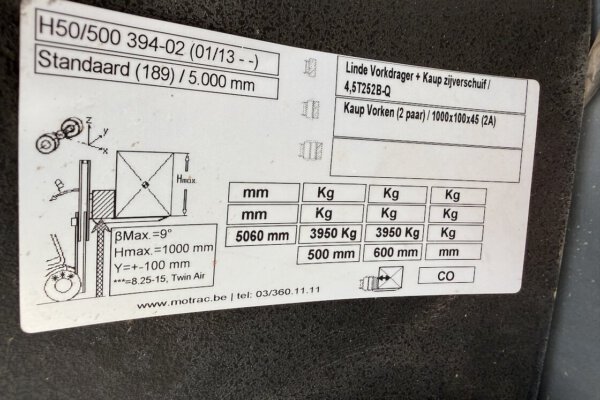 H50/500 394-02 (01/13 - -)
Standaard (189) / 5.000 mm
Linde Vorkdrager + Kaup zijverschuif /
4,5T252B-Q
Kaup Vorken (2 paar) / 1000x100x45 (2A)
z
y
x
β
Hmax.
βMax.=9°
Hmax.=1000 mm
Y=+-100 mm
***=8.25-15, Twin Air
***
mm Kg Kg Kg
mm Kg Kg Kg
5060 mm 3950 Kg 3950 Kg Kg
500 mm 600 mm mm
CO
www.motrac.be | tel: 03/360.11.11